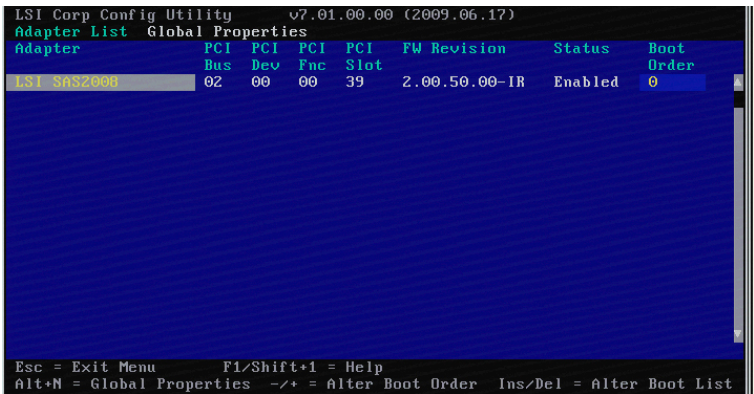 LSI Corp Config Utility v7.01.00.00 (2009.06.17)
Adapter List Global Properties
Adapter PCI PCI PCI PCI FW Revision Status Boot
Bus Dev Fnc Slot Order
LSI SAS2008 02 00 00 39 2.00.50.00-IR Enabled 0
Esc = Exit Menu F1/Shift+1 = Help
Alt+N = Global Properties -/+ = Alter Boot Order Ins/Del = Alter Boot List